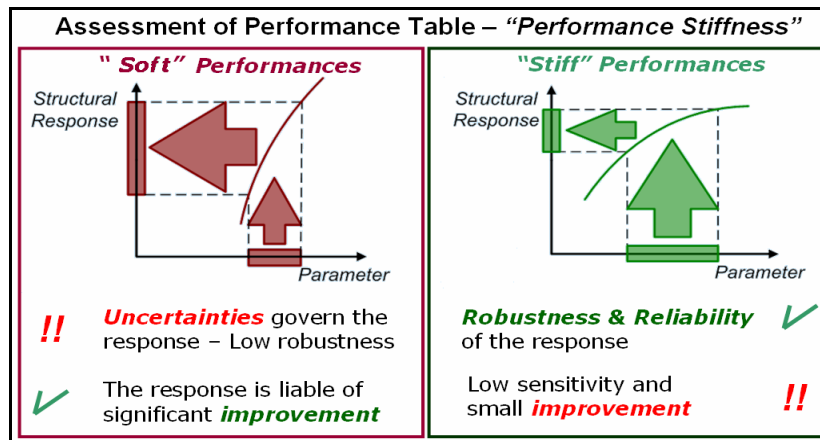 Assessment of Performance Table – “Performance Stiffness”
“ Soft” Performances
Structural
Response
Parameter
!! Uncertainties govern the
response – Low robustness
The response is liable of
significant improvement
“Stiff” Performances
Structural
Response
Parameter
Robustness & Reliability
of the response
Low sensitivity and
small improvement !!